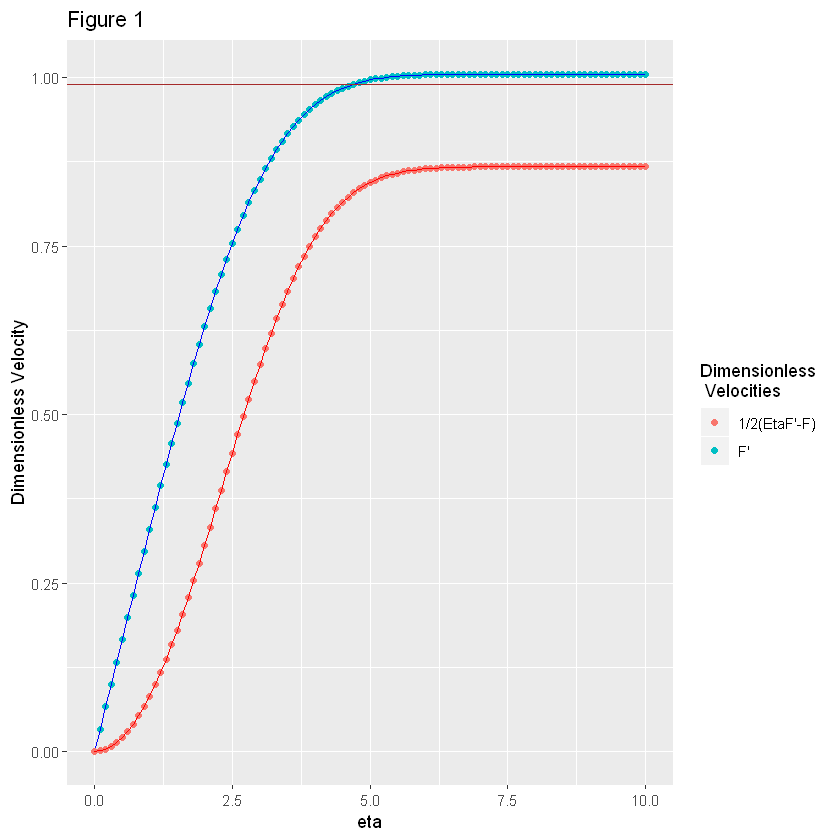 Figure 1
1.00
0.75
0.50
0.25
0.00
Dimensionless Velocity
0.0 2.5 5.0 7.5 10.0
eta
Dimensionless
Velocities
1/2(EtaF'-F)
F'